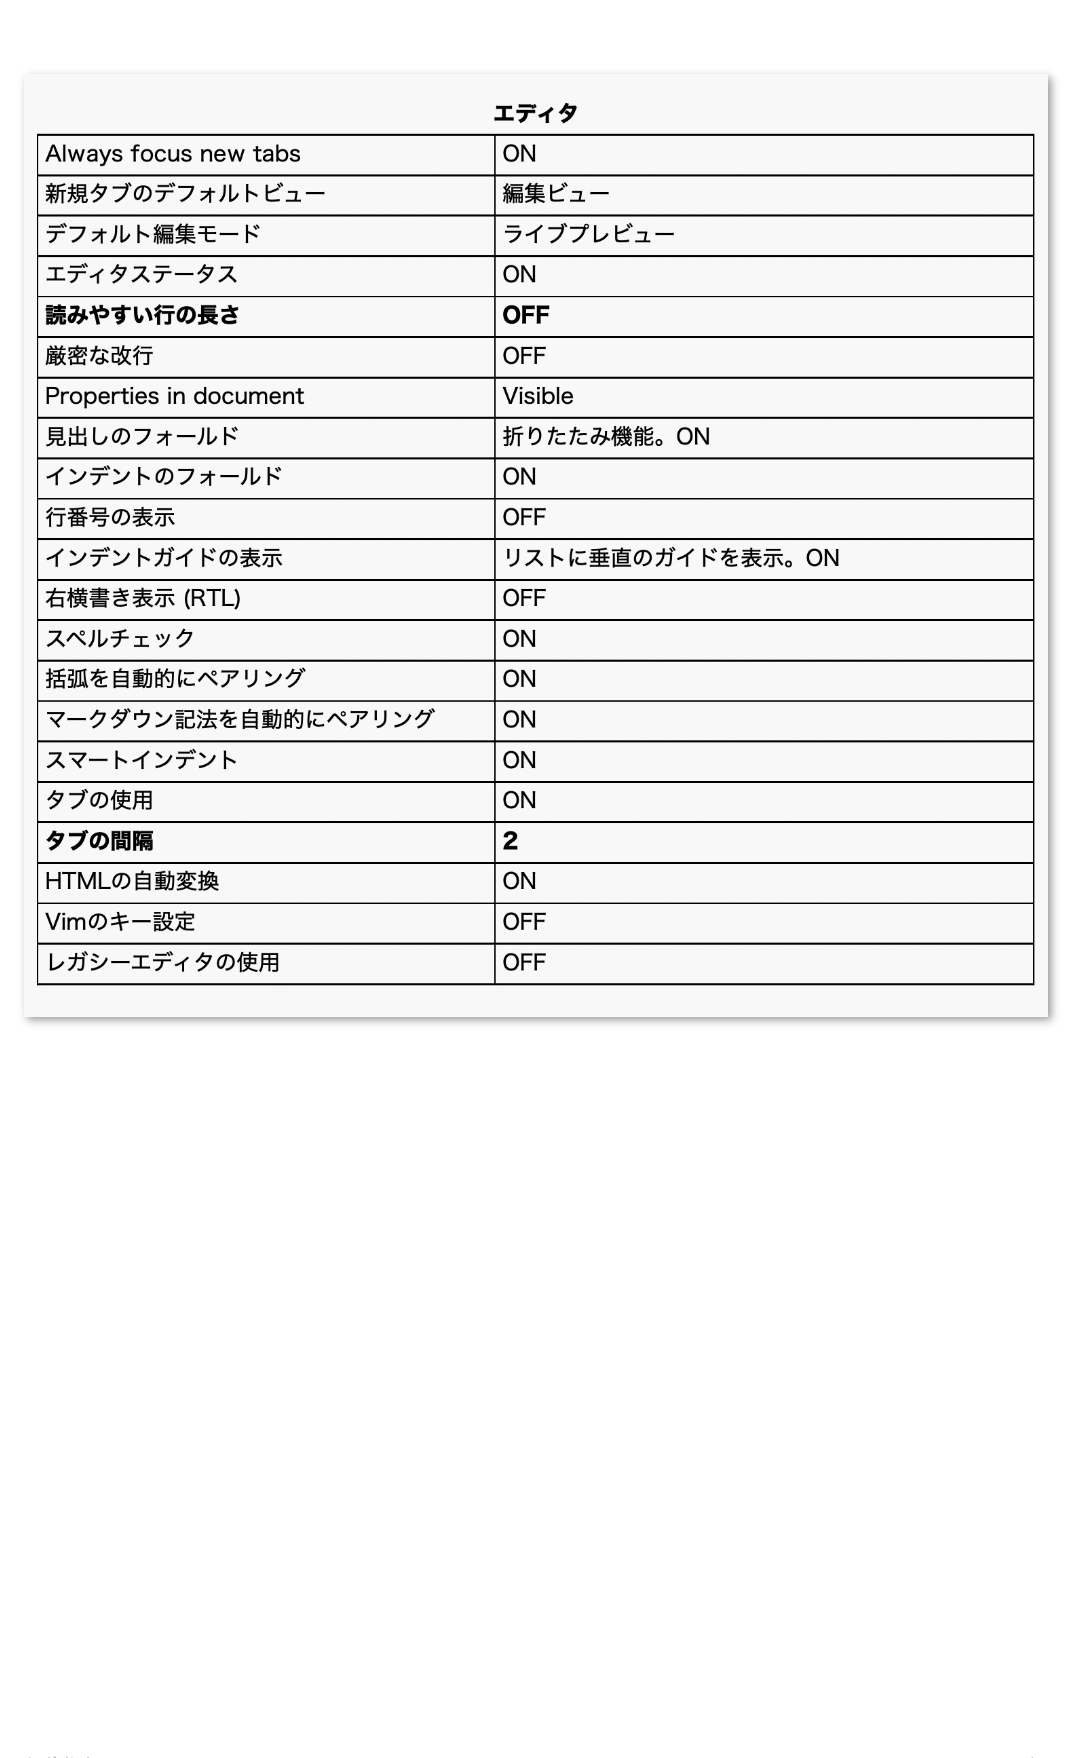 エディタ
Always focus new tabs ON
新規タブのデフォルトビュー 編集ビュー
デフォルト編集モード ライブプレビュー
エディタステータス ON
読みやすい行の長さ OFF
厳密な改行 OFF
Properties in document Visible
見出しのフォールド 折りたたみ機能。ON
インデントのフォールド ON
行番号の表示 OFF
インデントガイドの表示 リストに垂直のガイドを表示。ON
右横書き表示 (RTL) OFF
スペルチェック ON
括弧を自動的にペアリング ON
マークダウン記法を自動的にペアリング ON
スマートインデント ON
タブの使用 ON
タブの間隔 2
HTMLの自動変換 ON
Vimのキー設定 OFF
レガシーエディタの使用 OFF